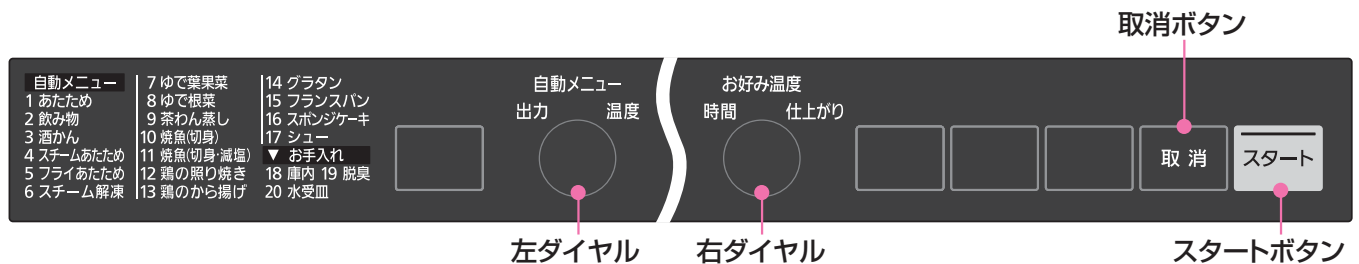 取消ボタン
自動メニュー
1 あたため
2 飲み物
3 酒かん
4 スチームあたため
5 フライあたため
6 スチーム解凍
7 ゆで葉果菜
8 ゆで根菜
9 茶わん蒸し
10 焼魚(切身)
11 焼魚(切身・減塩)
12 鶏の照り焼き
13 鶏のから揚げ
14 グラタン
15 フランスパン
16 スポンジケーキ
17 シュー
▼ お手入れ
18 庫内 19 脱臭
20 水受皿
自動メニュー
出力 温度
お好み温度
時間 仕上がり
取消
スタート
左ダイヤル
右ダイヤル
スタートボタン